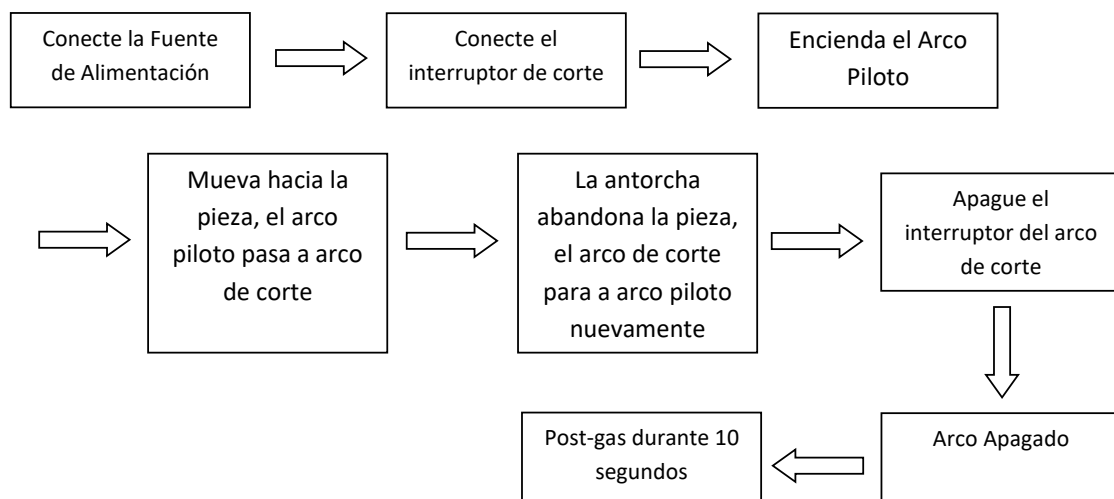 Conecte la Fuente
de Alimentación
Conecte el
interruptor de corte
Encienda el Arco
Piloto
Mueva hacia la
pieza, el arco
piloto pasa a arco
de corte
La antorcha
abandona la pieza,
el arco de corte
para a arco piloto
nuevamente
Apague el
interruptor del arco
de corte
Arco Apagado
Post-gas durante 10
segundos